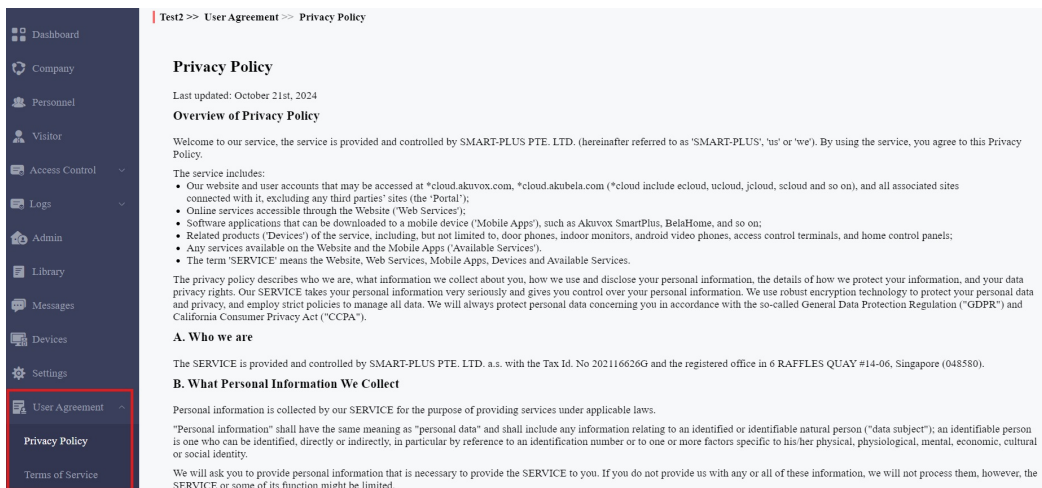 Test2 >> User Agreement >> Privacy Policy
Dashboard
Company
Personnel
Visitor
Access Control
Logs
Admin
Library
Messages
Devices
Settings
User Agreement
Privacy Policy
Terms of Service
Privacy Policy
Last updated: October 21st, 2024
Overview of Privacy Policy
Welcome to our service, the service is provided and controlled by SMART-PLUS PTE. LTD. (hereinafter referred to as 'SMART-PLUS', 'us' or 'we'). By using the service, you agree to this Privacy
Policy.
The service includes:
• Our website and user accounts that may be accessed at *cloud.akuvox.com, *cloud.akubela.com (*cloud include ecloud, ucloud, jcloud, scloud and so on), and all associated sites
connected with it, excluding any third parties' sites (the 'Portal');
• Online services accessible through the Website ('Web Services');
• Software applications that can be downloaded to a mobile device ('Mobile Apps'), such as Akuvox SmartPlus, BelaHome, and so on;
• Related products ('Devices') of the service, including, but not limited to, door phones, indoor monitors, android video phones, access control terminals, and home control panels;
• Any services available on the Website and the Mobile Apps ('Available Services').
• The term 'SERVICE' means the Website, Web Services, Mobile Apps, Devices and Available Services.
The privacy policy describes who we are, what information we collect about you, how we use and disclose your personal information, the details of how we protect your information, and your data
privacy rights. Our SERVICE takes your personal information very seriously and gives you control over your personal information. We use robust encryption technology to protect your personal data
and privacy, and employ strict policies to manage all data. We will always protect personal data concerning you in accordance with the so-called General Data Protection Regulation ("GDPR") and
California Consumer Privacy Act ("CCPA").
A. Who we are
The SERVICE is provided and controlled by SMART-PLUS PTE. LTD. a.s. with the Tax Id. No 202116626G and the registered office in 6 RAFFLES QUAY #14-06, Singapore (048580).
B. What Personal Information We Collect
Personal information is collected by our SERVICE for the purpose of providing services under applicable laws.
"Personal information" shall have the same meaning as "personal data" and shall include any information relating to an identified or identifiable natural person ("data subject"); an identifiable person
is one who can be identified, directly or indirectly, in particular by reference to an identification number or to one or more factors specific to his/her physical, physiological, mental, economic, cultural
or social identity.
We will ask you to provide personal information that is necessary to provide the SERVICE to you. If you do not provide us with any or all of these information, we will not process them, however, the
SERVICE or some of its function might be limited.